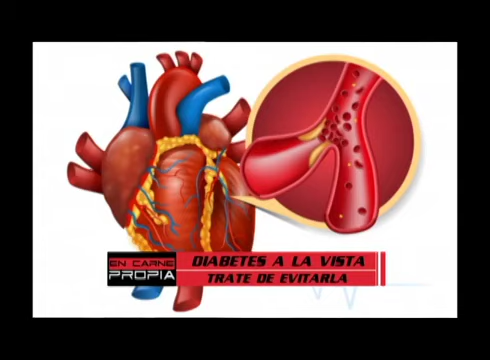 EN CARNE
PROPIA
DIABETES A LA VISTA
TRATE DE EVITARLA